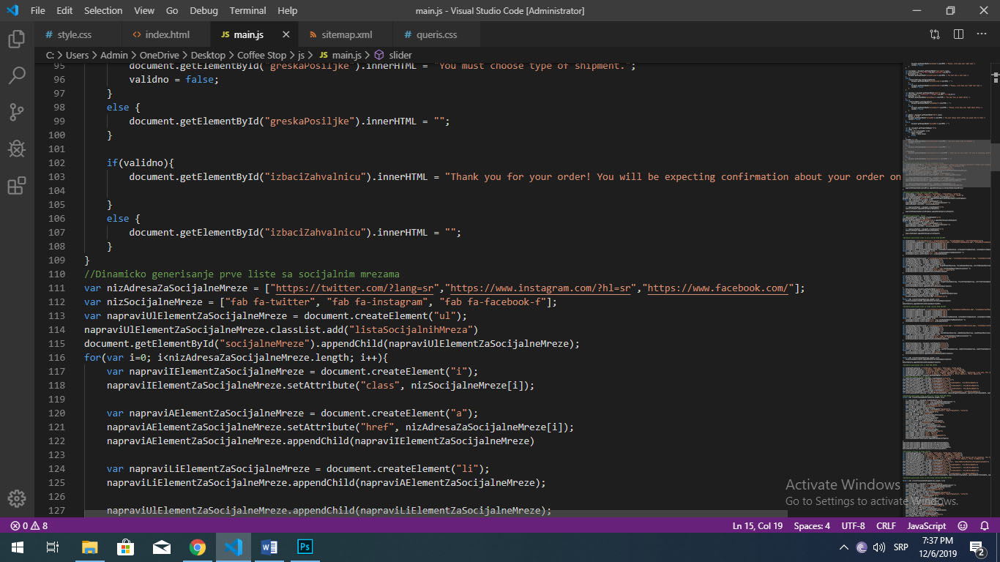 File Edit Selection View Go Debug Terminal Help main.js - Visual Studio Code [Administrator]
# style.css <> index.html JS main.js sitemap.xml # queris.css
C: > Users > Admin > OneDrive > Desktop > Coffee Stop > js > JS main.js > slider
95 document.getElementById("greskaPosiljke").innerHTML = "You must choose type of shipment.";
96 validno = false;
97 }
98 else {
99 document.getElementById("greskaPosiljke").innerHTML = "";
100 }
101
102 if(validno){
103 document.getElementById("izbaciZahvalnicu").innerHTML = "Thank you for your order! You will be expecting confirmation about your order on
104
105 }
106 else {
107 document.getElementById("izbaciZahvalnicu").innerHTML = "";
108 }
109 }
110 //Dinamicko generisanje prve liste sa socijalnim mrezama
111 var nizAdresaZaSocijalneMreze = ["https://twitter.com/?lang=sr","https://www.instagram.com/?hl=sr","https://www.facebook.com/"];
112 var nizSocijalneMreze = ["fab fa-twitter", "fab fa-instagram", "fab fa-facebook-f"];
113 var napraviUlElementZaSocijalneMreze = document.createElement("ul");
114 napraviUlElementZaSocijalneMreze.classList.add("listaSocijalnihMreza")
115 document.getElementById("socijalneMreze").appendChild(napraviUlElementZaSocijalneMreze);
116 for(var i=0; i<nizAdresaZaSocijalneMreze.length; i++){
117 var napraviIElementZaSocijalneMreze = document.createElement("i");
118 napraviIElementZaSocijalneMreze.setAttribute("class", nizSocijalneMreze[i]);
119
120 var napraviAElementZaSocijalneMreze = document.createElement("a");
121 napraviAElementZaSocijalneMreze.setAttribute("href", nizAdresaZaSocijalneMreze[i]);
122 napraviAElementZaSocijalneMreze.appendChild(napraviIElementZaSocijalneMreze)
123
124 var napraviLiElementZaSocijalneMreze = document.createElement("li");
125 napraviLiElementZaSocijalneMreze.appendChild(napraviAElementZaSocijalneMreze);
126
127 napraviUlElementZaSocijalneMreze.appendChild(napraviLiElementZaSocijalneMreze);
Activate Windows
Go to Settings to activate Windows.
0 8 Ln 15, Col 19 Spaces: 4 UTF-8 CRLF JavaScript
W Ps SRP 7:37 PM
12/6/2019 2